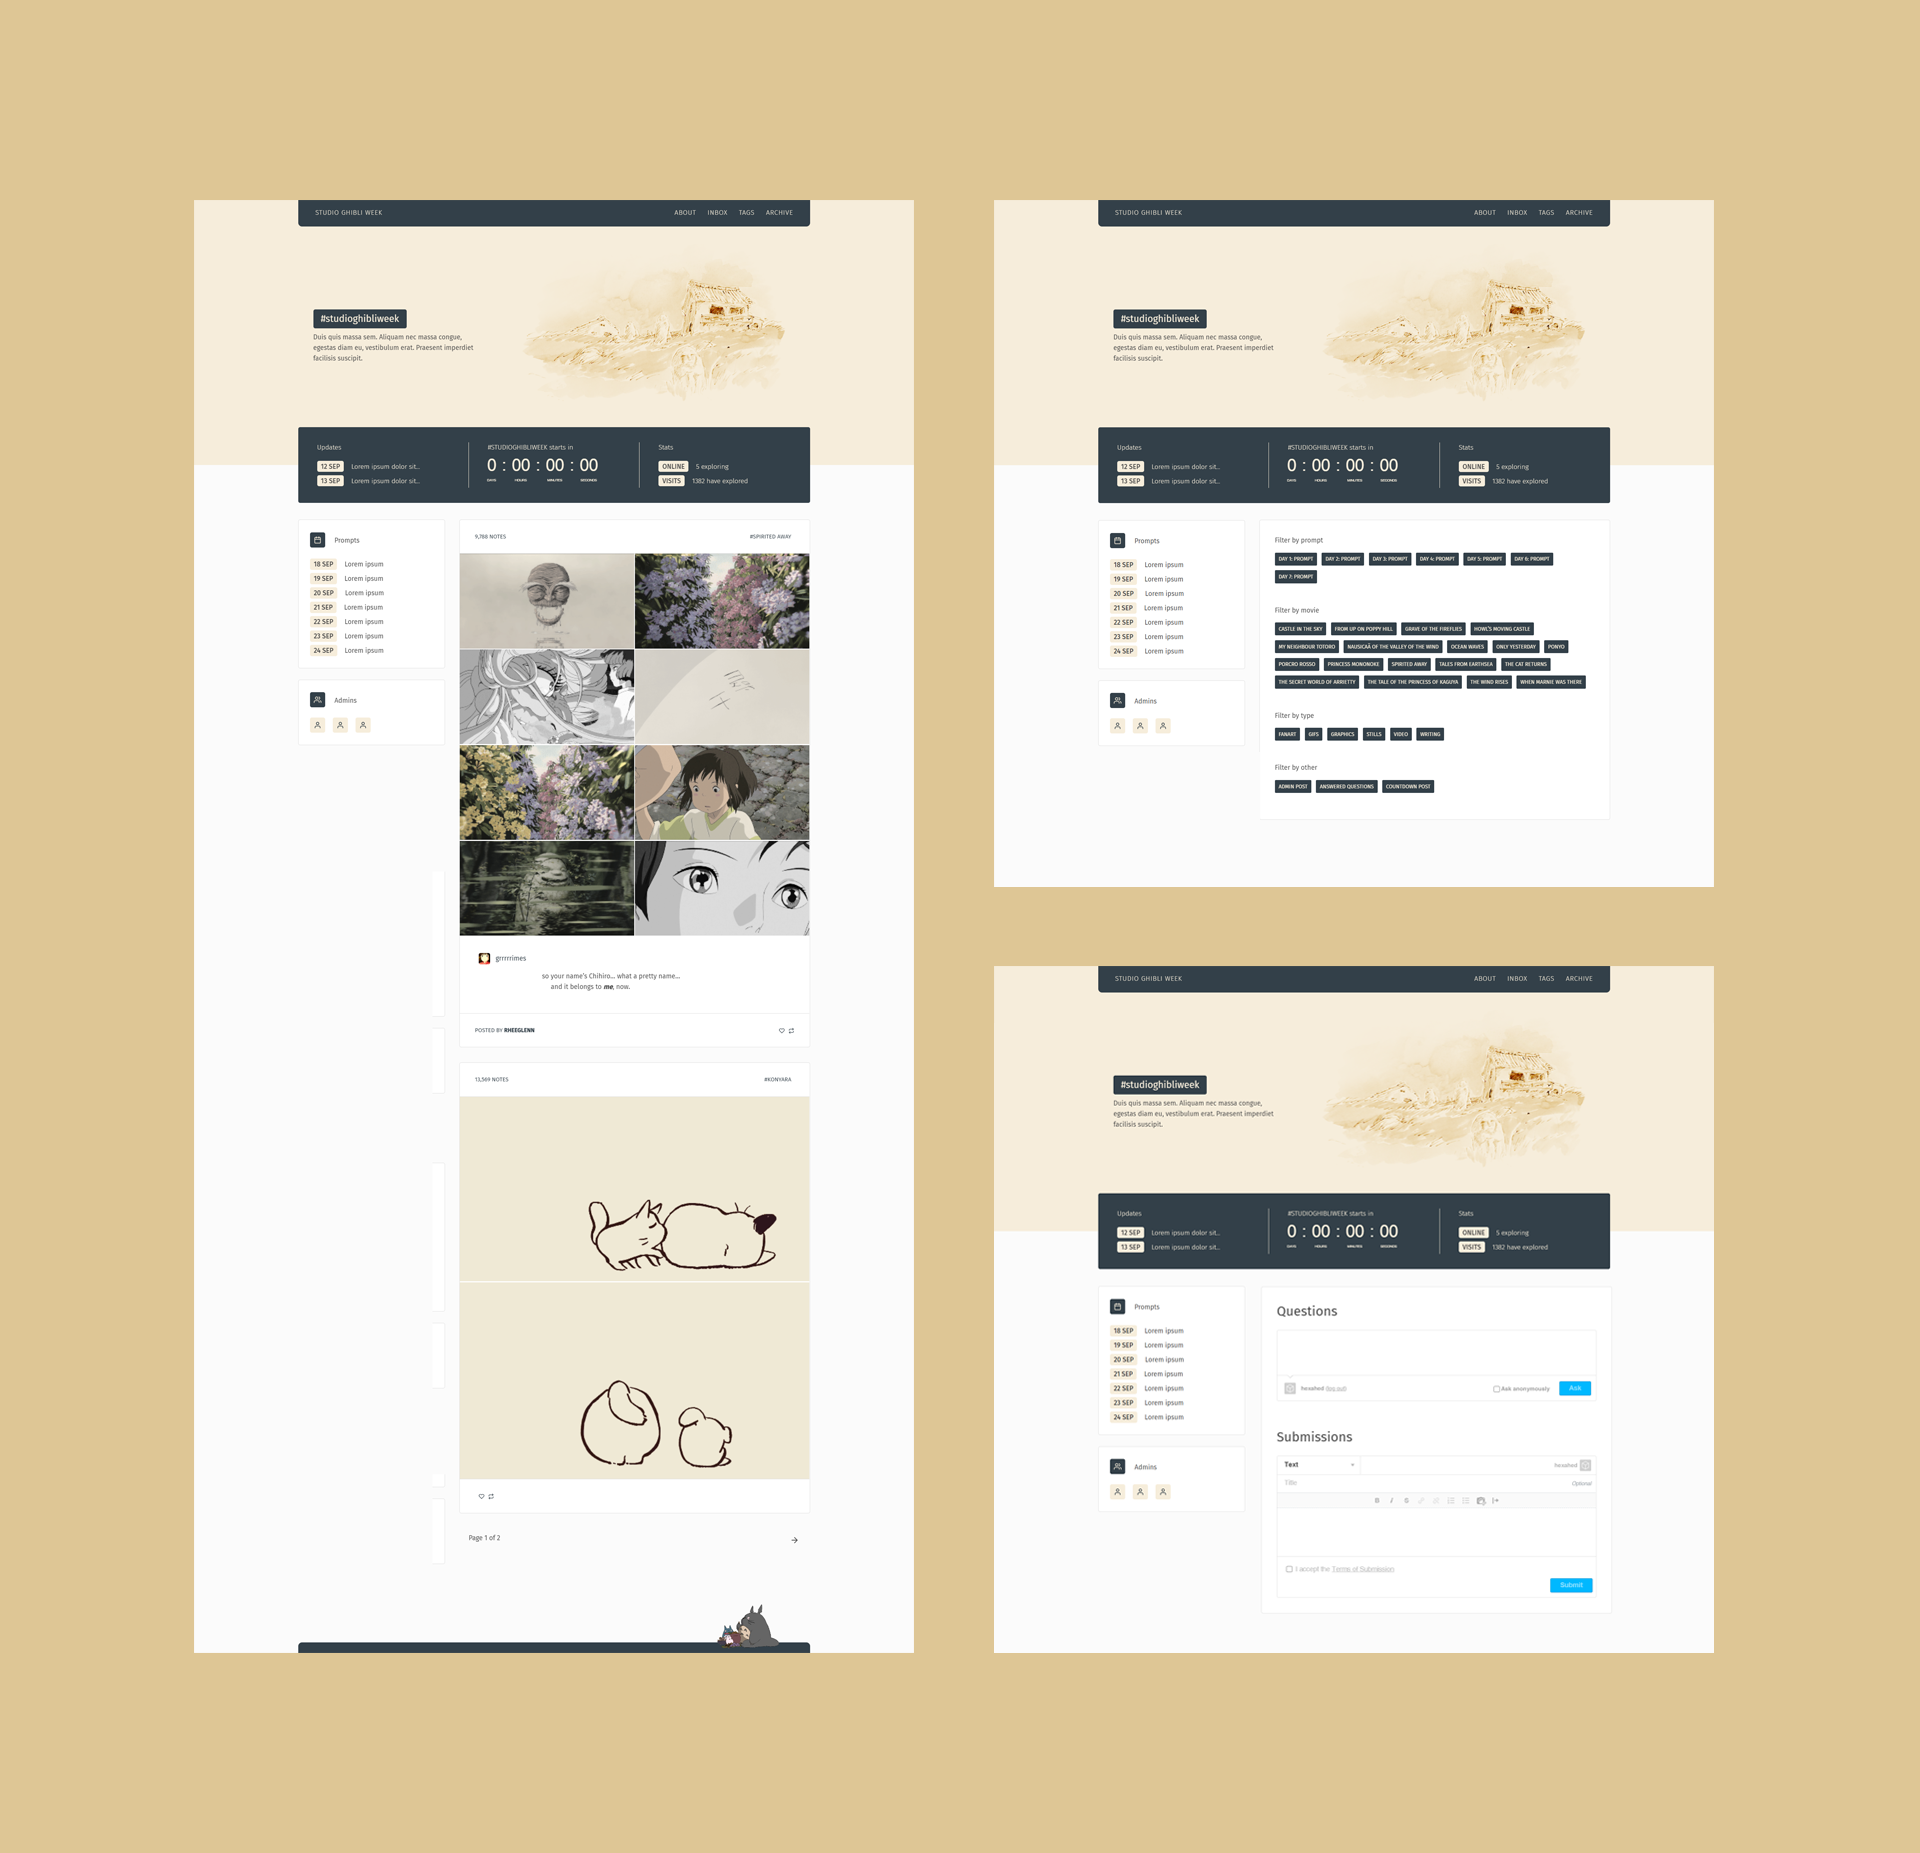 STUDIO GHIBLI WEEK
ABOUT INBOX TAGS ARCHIVE
#studioghibliweek
Duis quis massa sem. Aliquam nec massa congue,
egestas diam eu, vestibulum erat. Praesent imperdiet
facilisis suscipit.
Updates
12 SEP Lorem ipsum dolor sit...
13 SEP Lorem ipsum dolor sit...
#STUDIOGHIBLIWEEK starts in
0 : 00 : 00 : 00
DAYS HOURS MINUTES SECONDS
Stats
ONLINE 5 exploring
VISITS 1382 have explored
Prompts
18 SEP Lorem ipsum
19 SEP Lorem ipsum
20 SEP Lorem ipsum
21 SEP Lorem ipsum
22 SEP Lorem ipsum
23 SEP Lorem ipsum
24 SEP Lorem ipsum
Admins
9,788 NOTES #SPIRITED AWAY
grrrrrimes
so your name's Chihiro... what a pretty name...
and it belongs to me, now.
POSTED BY RHEEGLENN
13,569 NOTES #KONYARA
Page 1 of 2
STUDIO GHIBLI WEEK
ABOUT INBOX TAGS ARCHIVE
#studioghibliweek
Duis quis massa sem. Aliquam nec massa congue,
egestas diam eu, vestibulum erat. Praesent imperdiet
facilisis suscipit.
Updates
12 SEP Lorem ipsum dolor sit...
13 SEP Lorem ipsum dolor sit...
#STUDIOGHIBLIWEEK starts in
0 : 00 : 00 : 00
DAYS HOURS MINUTES SECONDS
Stats
ONLINE 5 exploring
VISITS 1382 have explored
Prompts
18 SEP Lorem ipsum
19 SEP Lorem ipsum
20 SEP Lorem ipsum
21 SEP Lorem ipsum
22 SEP Lorem ipsum
23 SEP Lorem ipsum
24 SEP Lorem ipsum
Admins
Filter by prompt
DAY 1: PROMPT DAY 2: PROMPT DAY 3: PROMPT DAY 4: PROMPT DAY 5: PROMPT DAY 6: PROMPT
DAY 7: PROMPT
Filter by movie
CASTLE IN THE SKY FROM UP ON POPPY HILL GRAVE OF THE FIREFLIES HOWL'S MOVING CASTLE
MY NEIGHBOUR TOTORO NAUSICAÄ OF THE VALLEY OF THE WIND OCEAN WAVES ONLY YESTERDAY PONYO
PORCRO ROSSO PRINCESS MONONOKE SPIRITED AWAY TALES FROM EARTHSEA THE CAT RETURNS
THE SECRET WORLD OF ARRIETTY THE TALE OF THE PRINCESS OF KAGUYA THE WIND RISES WHEN MARNIE WAS THERE
Filter by type
FANART GIFS GRAPHICS STILLS VIDEO WRITING
Filter by other
ADMIN POST ANSWERED QUESTIONS COUNTDOWN POST
STUDIO GHIBLI WEEK
ABOUT INBOX TAGS ARCHIVE
#studioghibliweek
Duis quis massa sem. Aliquam nec massa congue,
egestas diam eu, vestibulum erat. Praesent imperdiet
facilisis suscipit.
Updates
12 SEP Lorem ipsum dolor sit...
13 SEP Lorem ipsum dolor sit...
#STUDIOGHIBLIWEEK starts in
0 : 00 : 00 : 00
DAYS HOURS MINUTES SECONDS
Stats
ONLINE 5 exploring
VISITS 1382 have explored
Prompts
18 SEP Lorem ipsum
19 SEP Lorem ipsum
20 SEP Lorem ipsum
21 SEP Lorem ipsum
22 SEP Lorem ipsum
23 SEP Lorem ipsum
24 SEP Lorem ipsum
Admins
Questions
hexahed (log out) Ask anonymously Ask
Submissions
Text hexahed
Title Optional
B i S
I accept the Terms of Submission
Submit